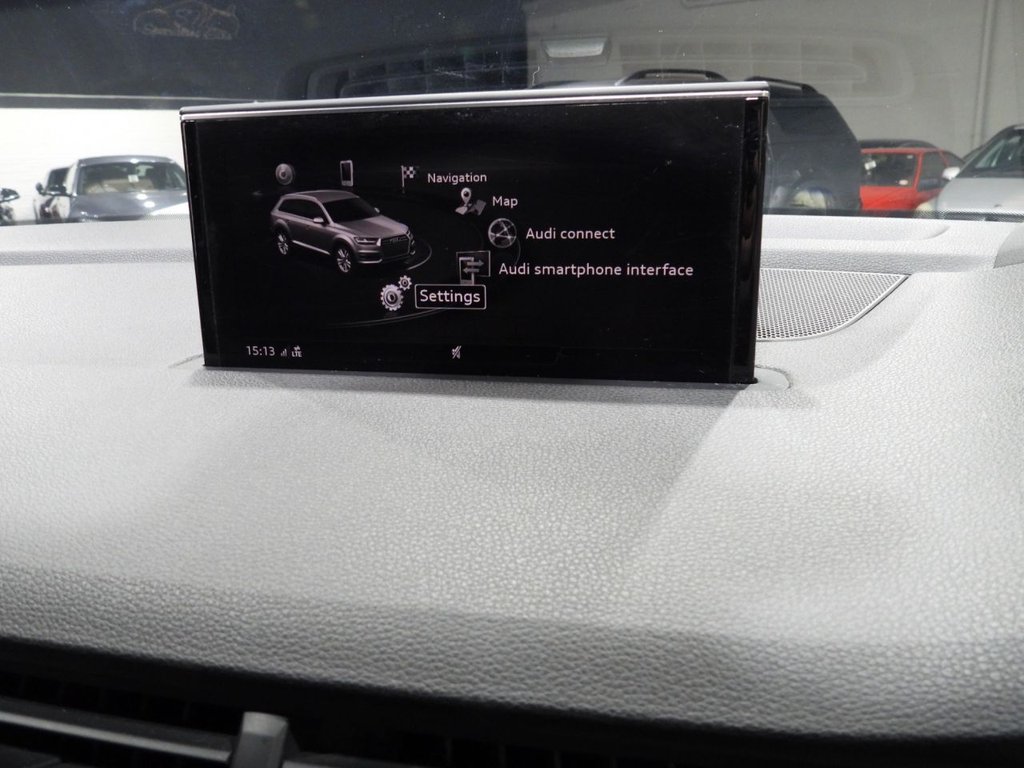 Navigation
Map
Audi connect
Audi smartphone interface
Settings
15:13 LTE